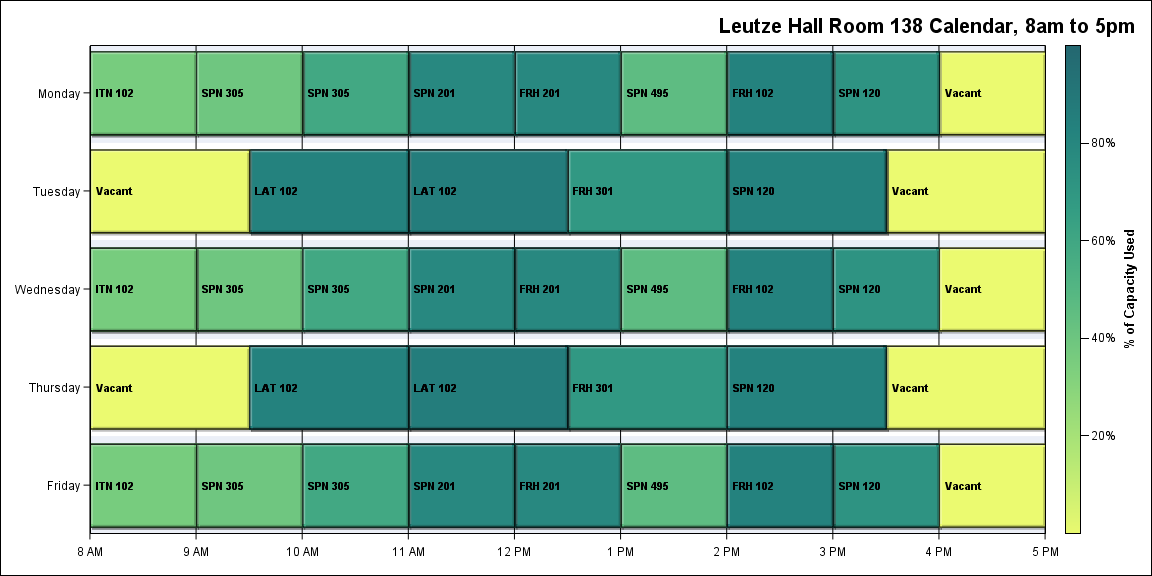 Leutze Hall Room 138 Calendar, 8am to 5pm
Monday ITN 102 SPN 305 SPN 305 SPN 201 FRH 201 SPN 495 FRH 102 SPN 120 Vacant
Tuesday Vacant LAT 102 LAT 102 FRH 301 SPN 120 Vacant
Wednesday ITN 102 SPN 305 SPN 305 SPN 201 FRH 201 SPN 495 FRH 102 SPN 120 Vacant
Thursday Vacant LAT 102 LAT 102 FRH 301 SPN 120 Vacant
Friday ITN 102 SPN 305 SPN 305 SPN 201 FRH 201 SPN 495 FRH 102 SPN 120 Vacant
8 AM 9 AM 10 AM 11 AM 12 PM 1 PM 2 PM 3 PM 4 PM 5 PM
80%
60%
40%
20%
% of Capacity Used